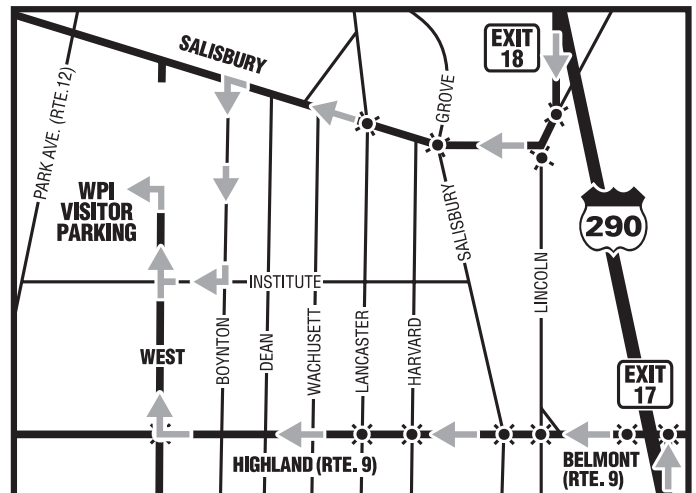 EXIT
18
SALISBURY
GROVE
PARK AVE. (RTE.12)
WPI
VISITOR
PARKING
SALISBURY
290
LINCOLN
INSTITUTE
WEST
BOYNTON
DEAN
WACHUSETT
LANCASTER
HARVARD
EXIT
17
HIGHLAND (RTE. 9)
BELMONT
(RTE. 9)